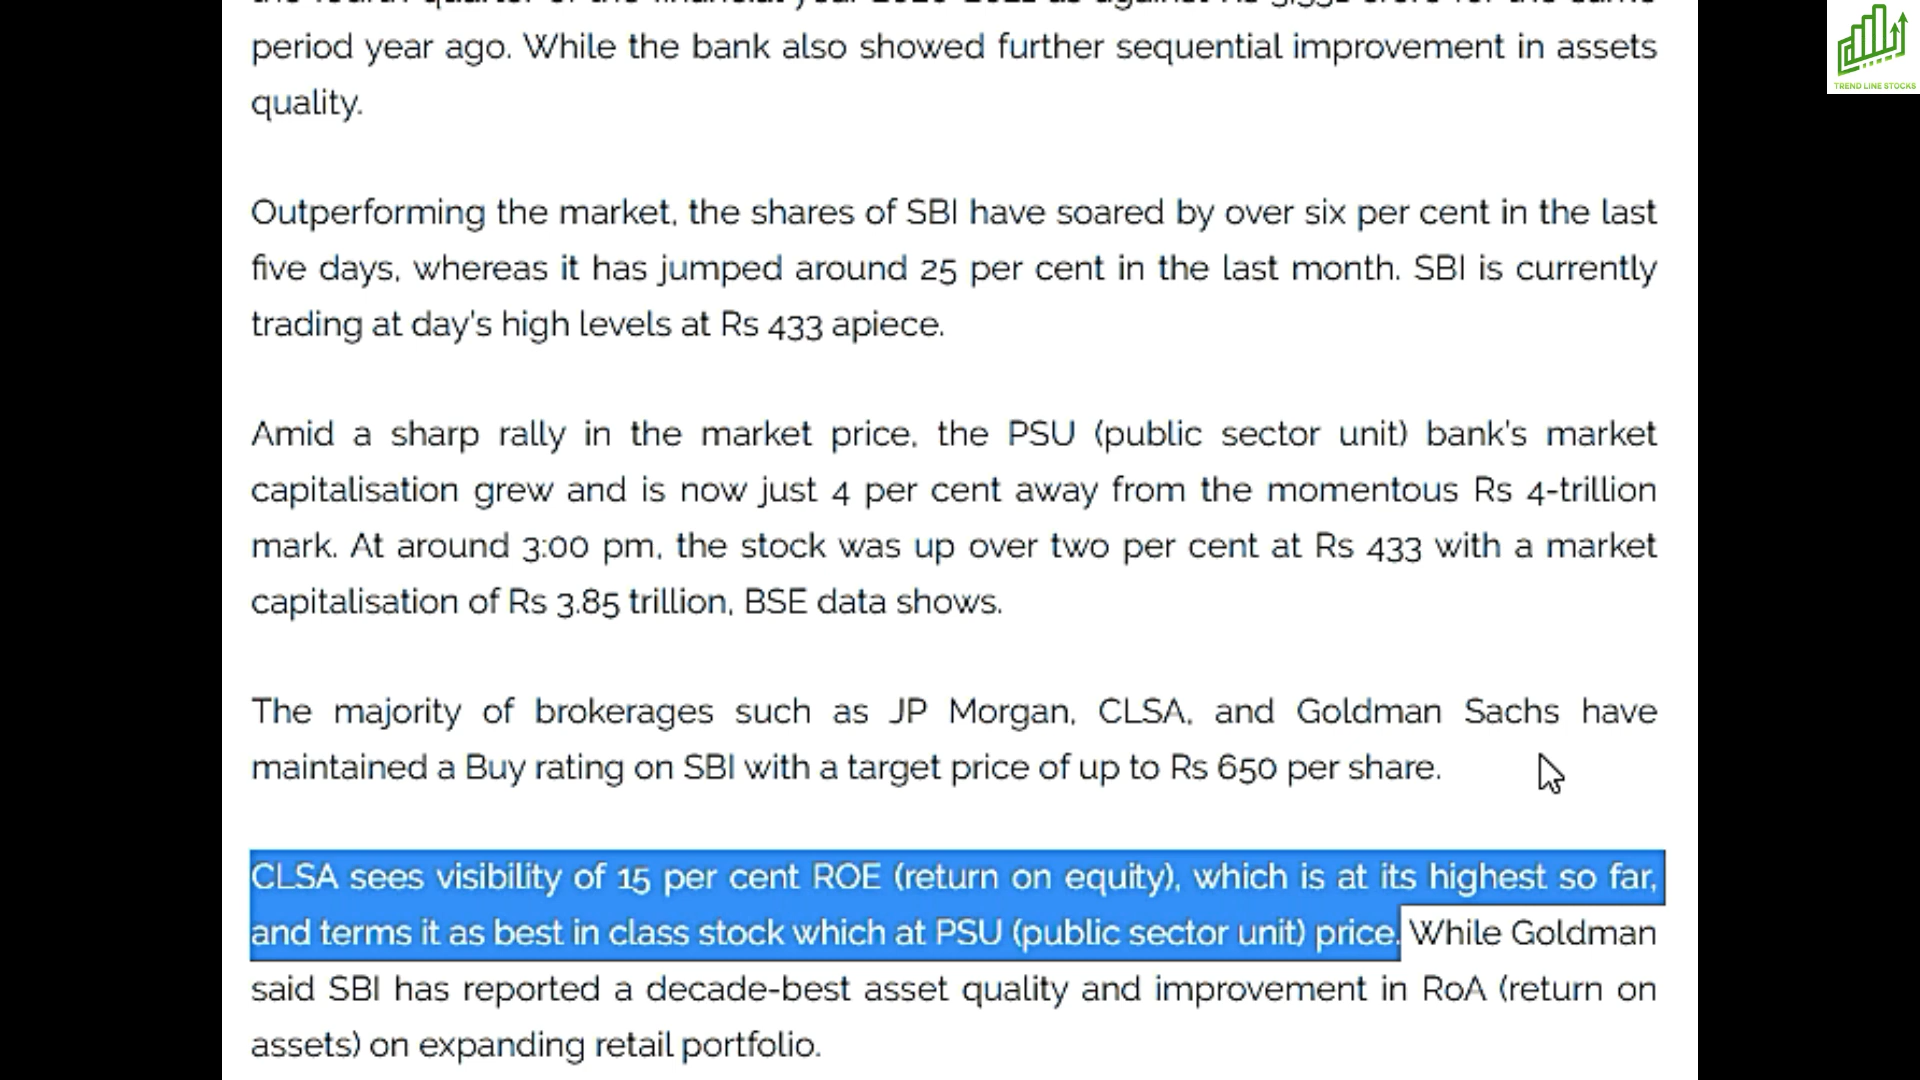 period year ago. While the bank also showed further sequential improvement in assets
quality.
Outperforming the market, the shares of SBI have soared by over six per cent in the last
five days, whereas it has jumped around 25 per cent in the last month. SBI is currently
trading at day's high levels at Rs 433 apiece.
Amid a sharp rally in the market price, the PSU (public sector unit) bank's market
capitalisation grew and is now just 4 per cent away from the momentous Rs 4-trillion
mark. At around 3:00 pm, the stock was up over two per cent at Rs 433 with a market
capitalisation of Rs 3.85 trillion, BSE data shows.
The majority of brokerages such as JP Morgan, CLSA, and Goldman Sachs have
maintained a Buy rating on SBI with a target price of up to Rs 650 per share.
CLSA sees visibility of 15 per cent ROE (return on equity), which is at its highest so far,
and terms it as best in class stock which at PSU (public sector unit) price. While Goldman
said SBI has reported a decade-best asset quality and improvement in RoA (return on
assets) on expanding retail portfolio.
TREND LINE STOCKS